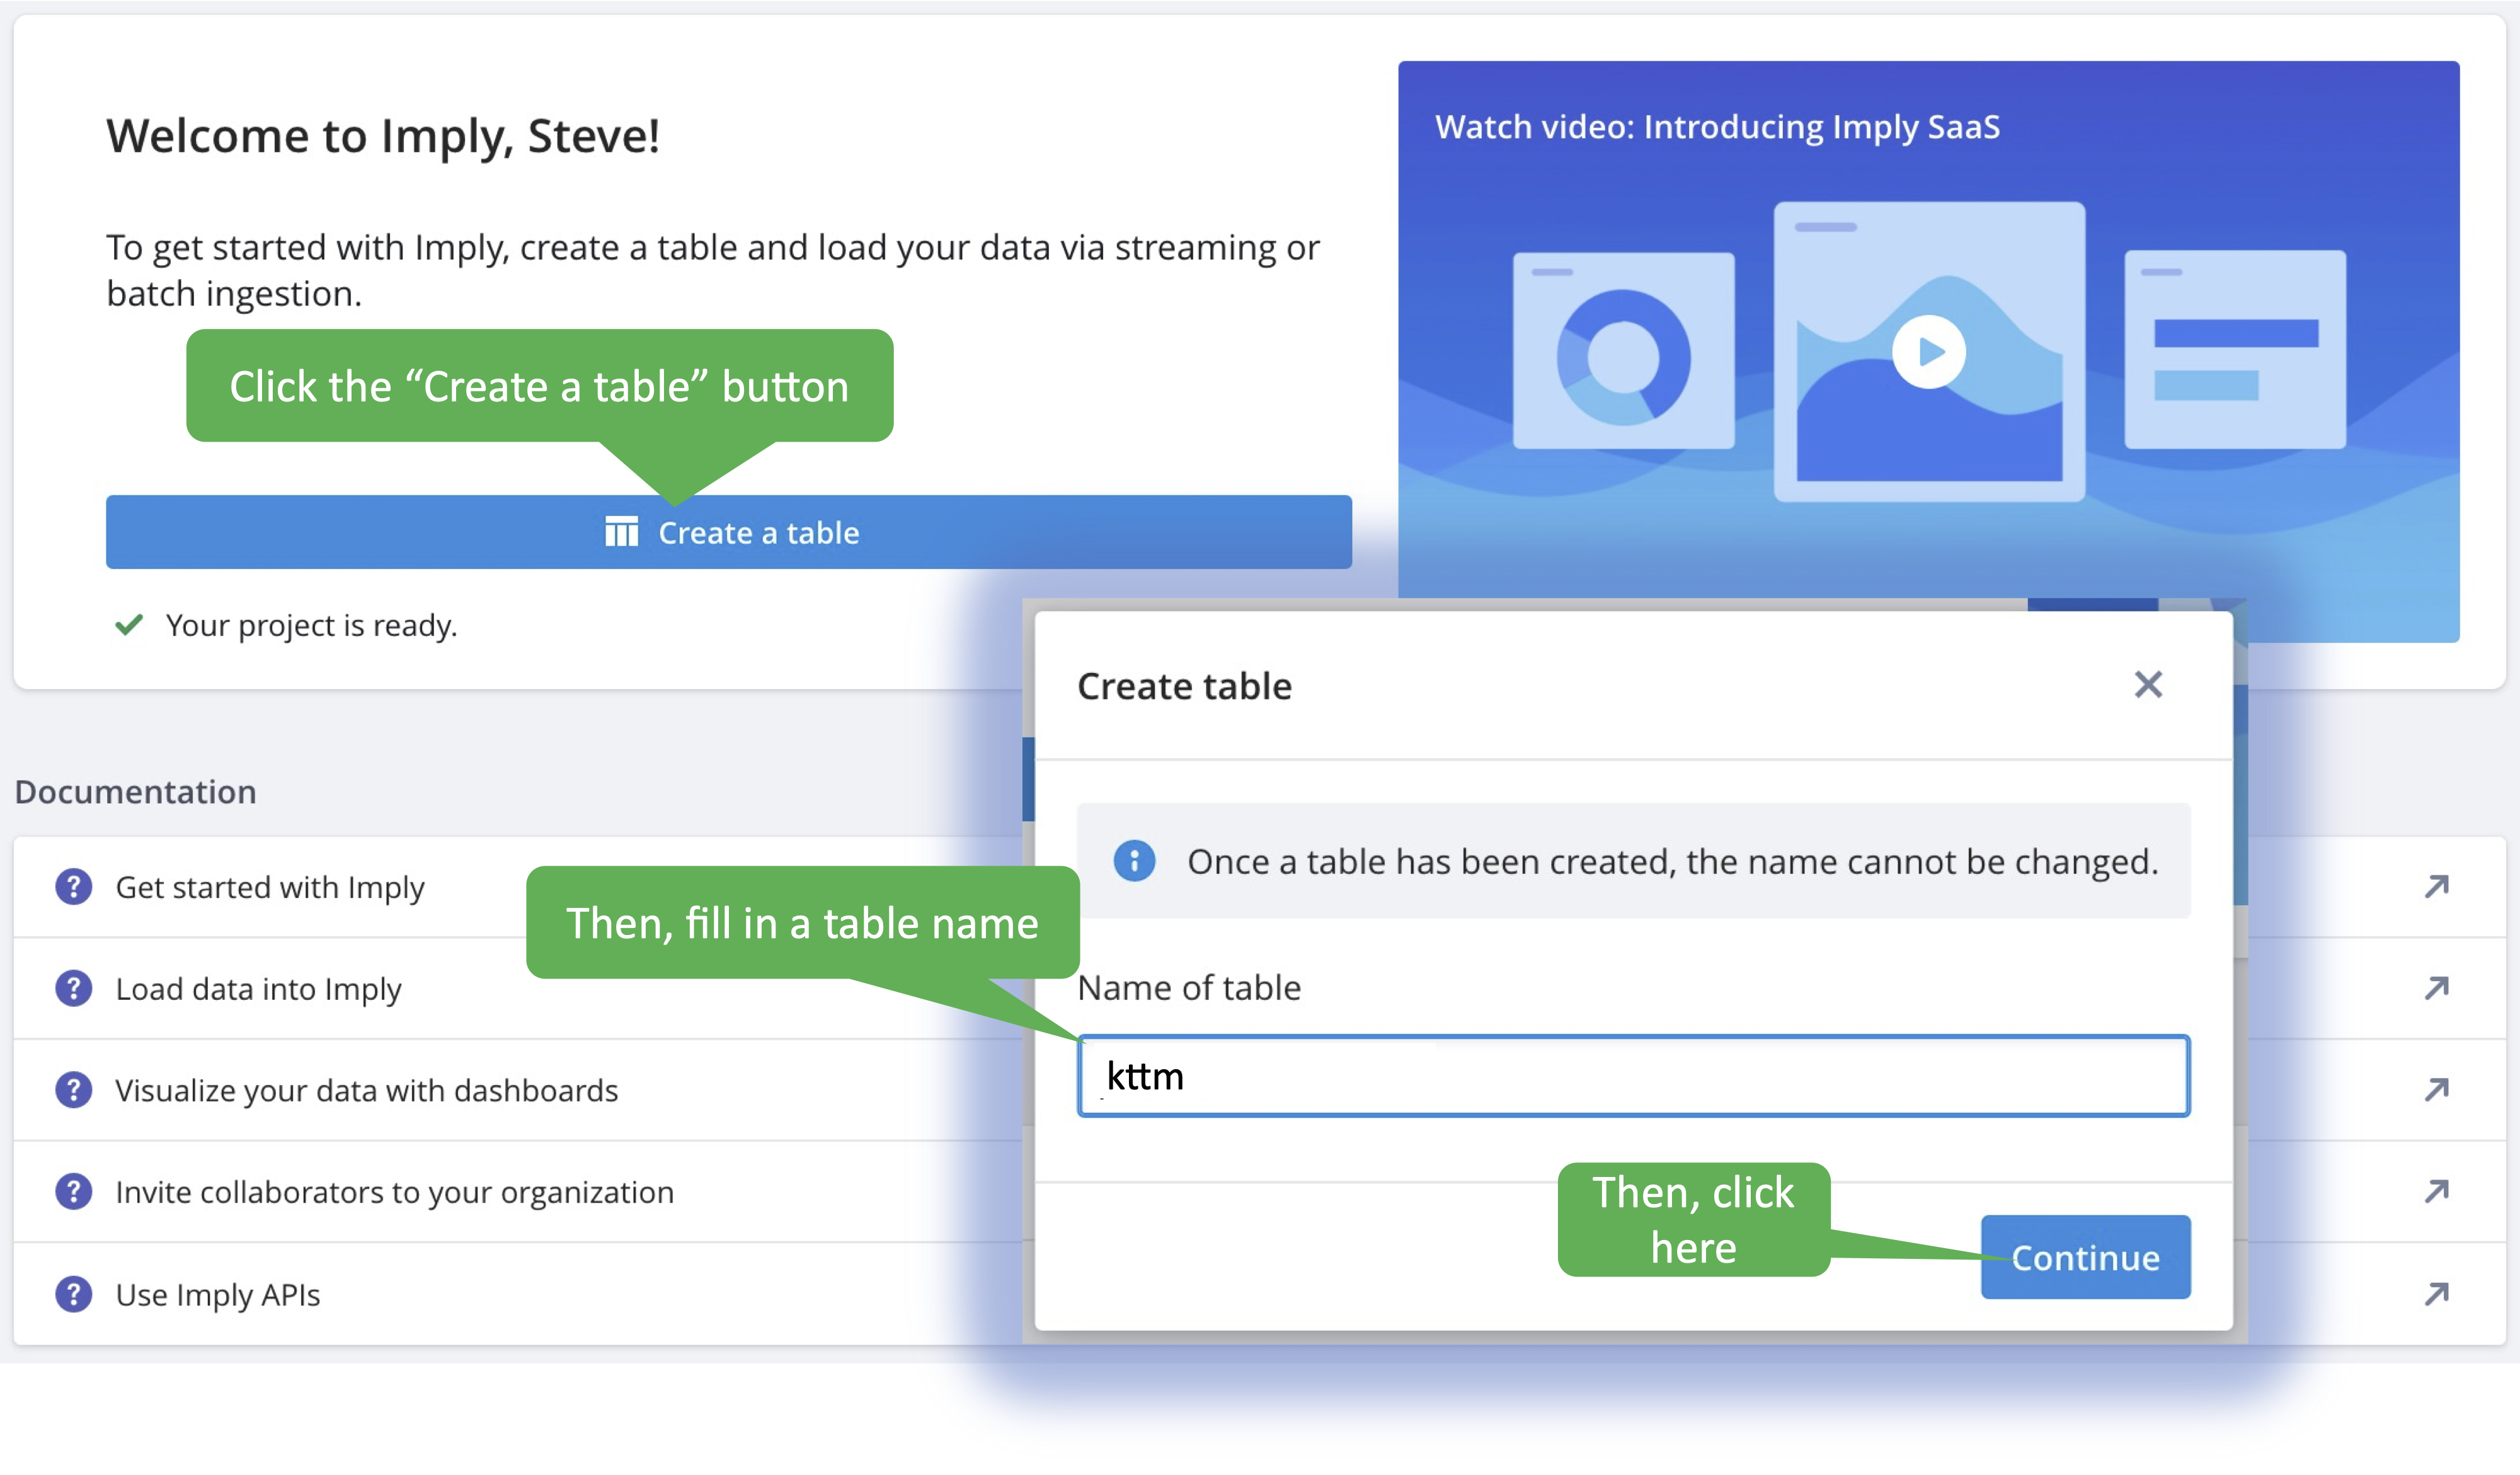 Welcome to Imply, Steve!
Watch video: Introducing Imply SaaS
To get started with Imply, create a table and load your data via streaming or
batch ingestion.
Click the “Create a table” button
Create a table
Your project is ready.
Create table
Once a table has been created, the name cannot be changed.
Then, fill in a table name
Name of table
kttm
Then, click
here
Continue
Documentation
Get started with Imply
Load data into Imply
Visualize your data with dashboards
Invite collaborators to your organization
Use Imply APIs